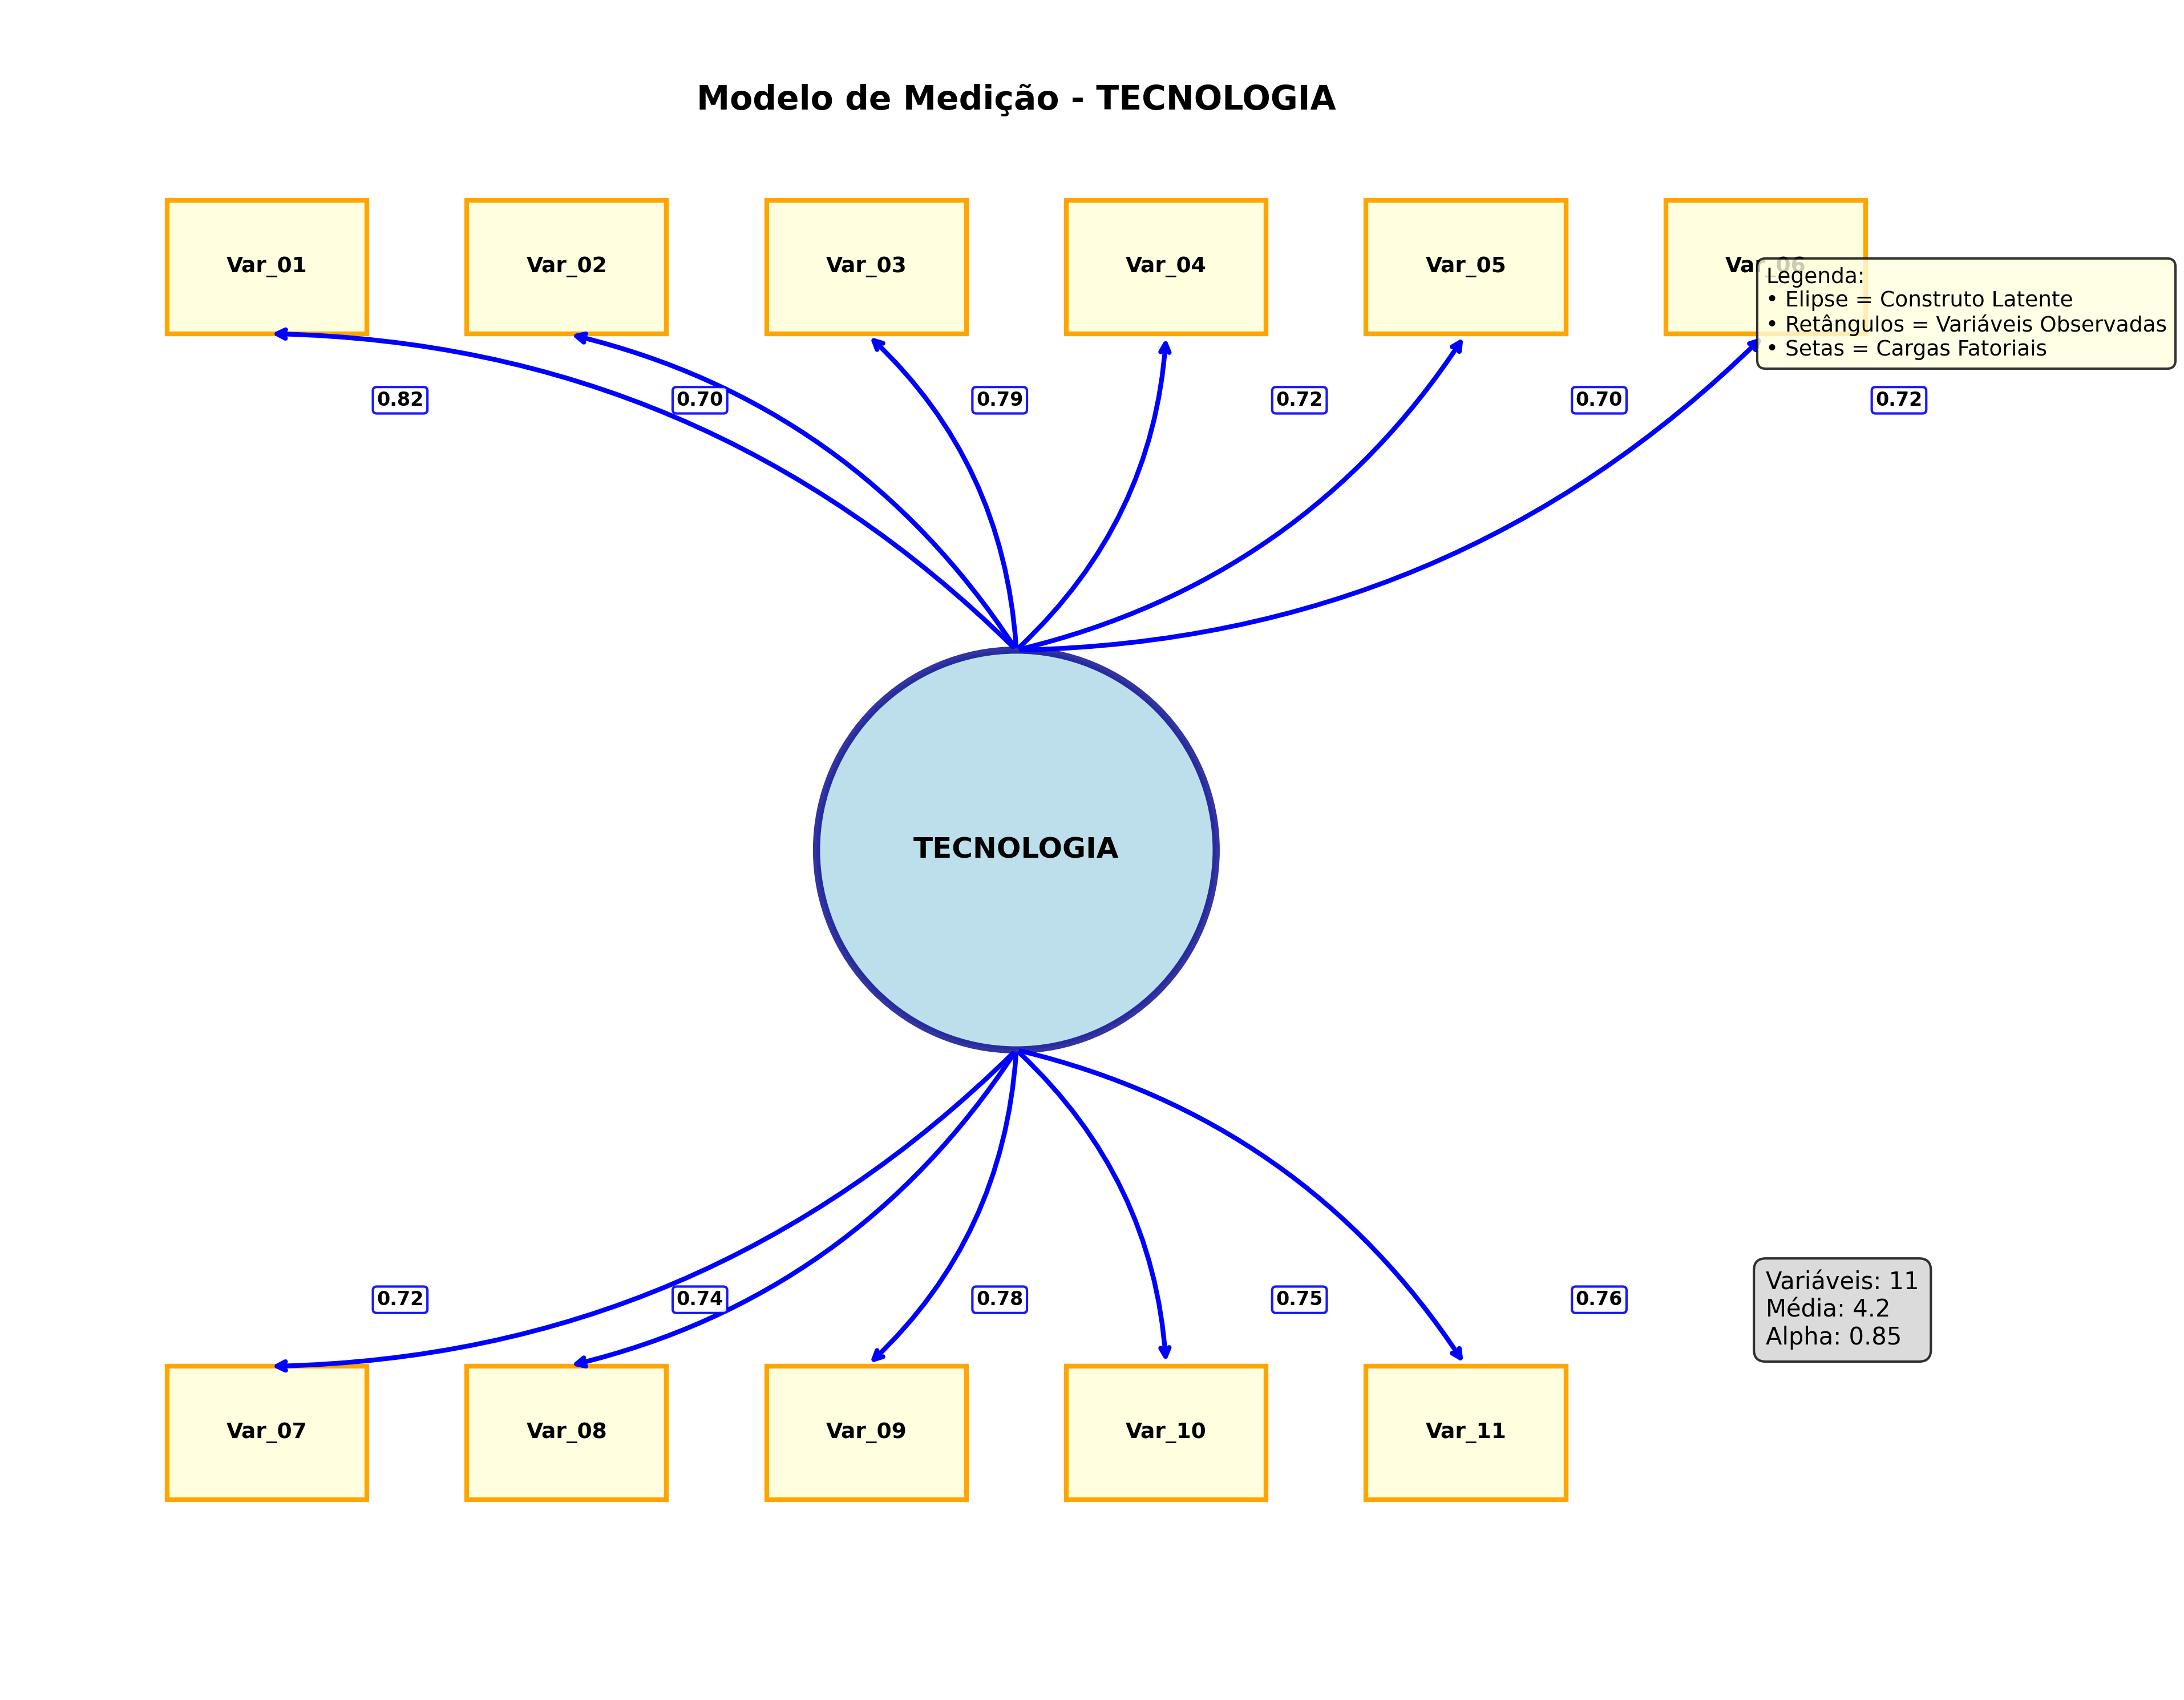 Modelo de Medição - TECNOLOGIA
Var_01
Var_02
Var_03
Var_04
Var_05
Var_06
Legenda:
• Elipse = Construto Latente
• Retângulos = Variáveis Observadas
• Setas = Cargas Fatoriais
0.82
0.70
0.79
0.72
0.70
0.72
TECNOLOGIA
0.72
0.74
0.78
0.75
0.76
Variáveis: 11
Média: 4.2
Alpha: 0.85
Var_07
Var_08
Var_09
Var_10
Var_11